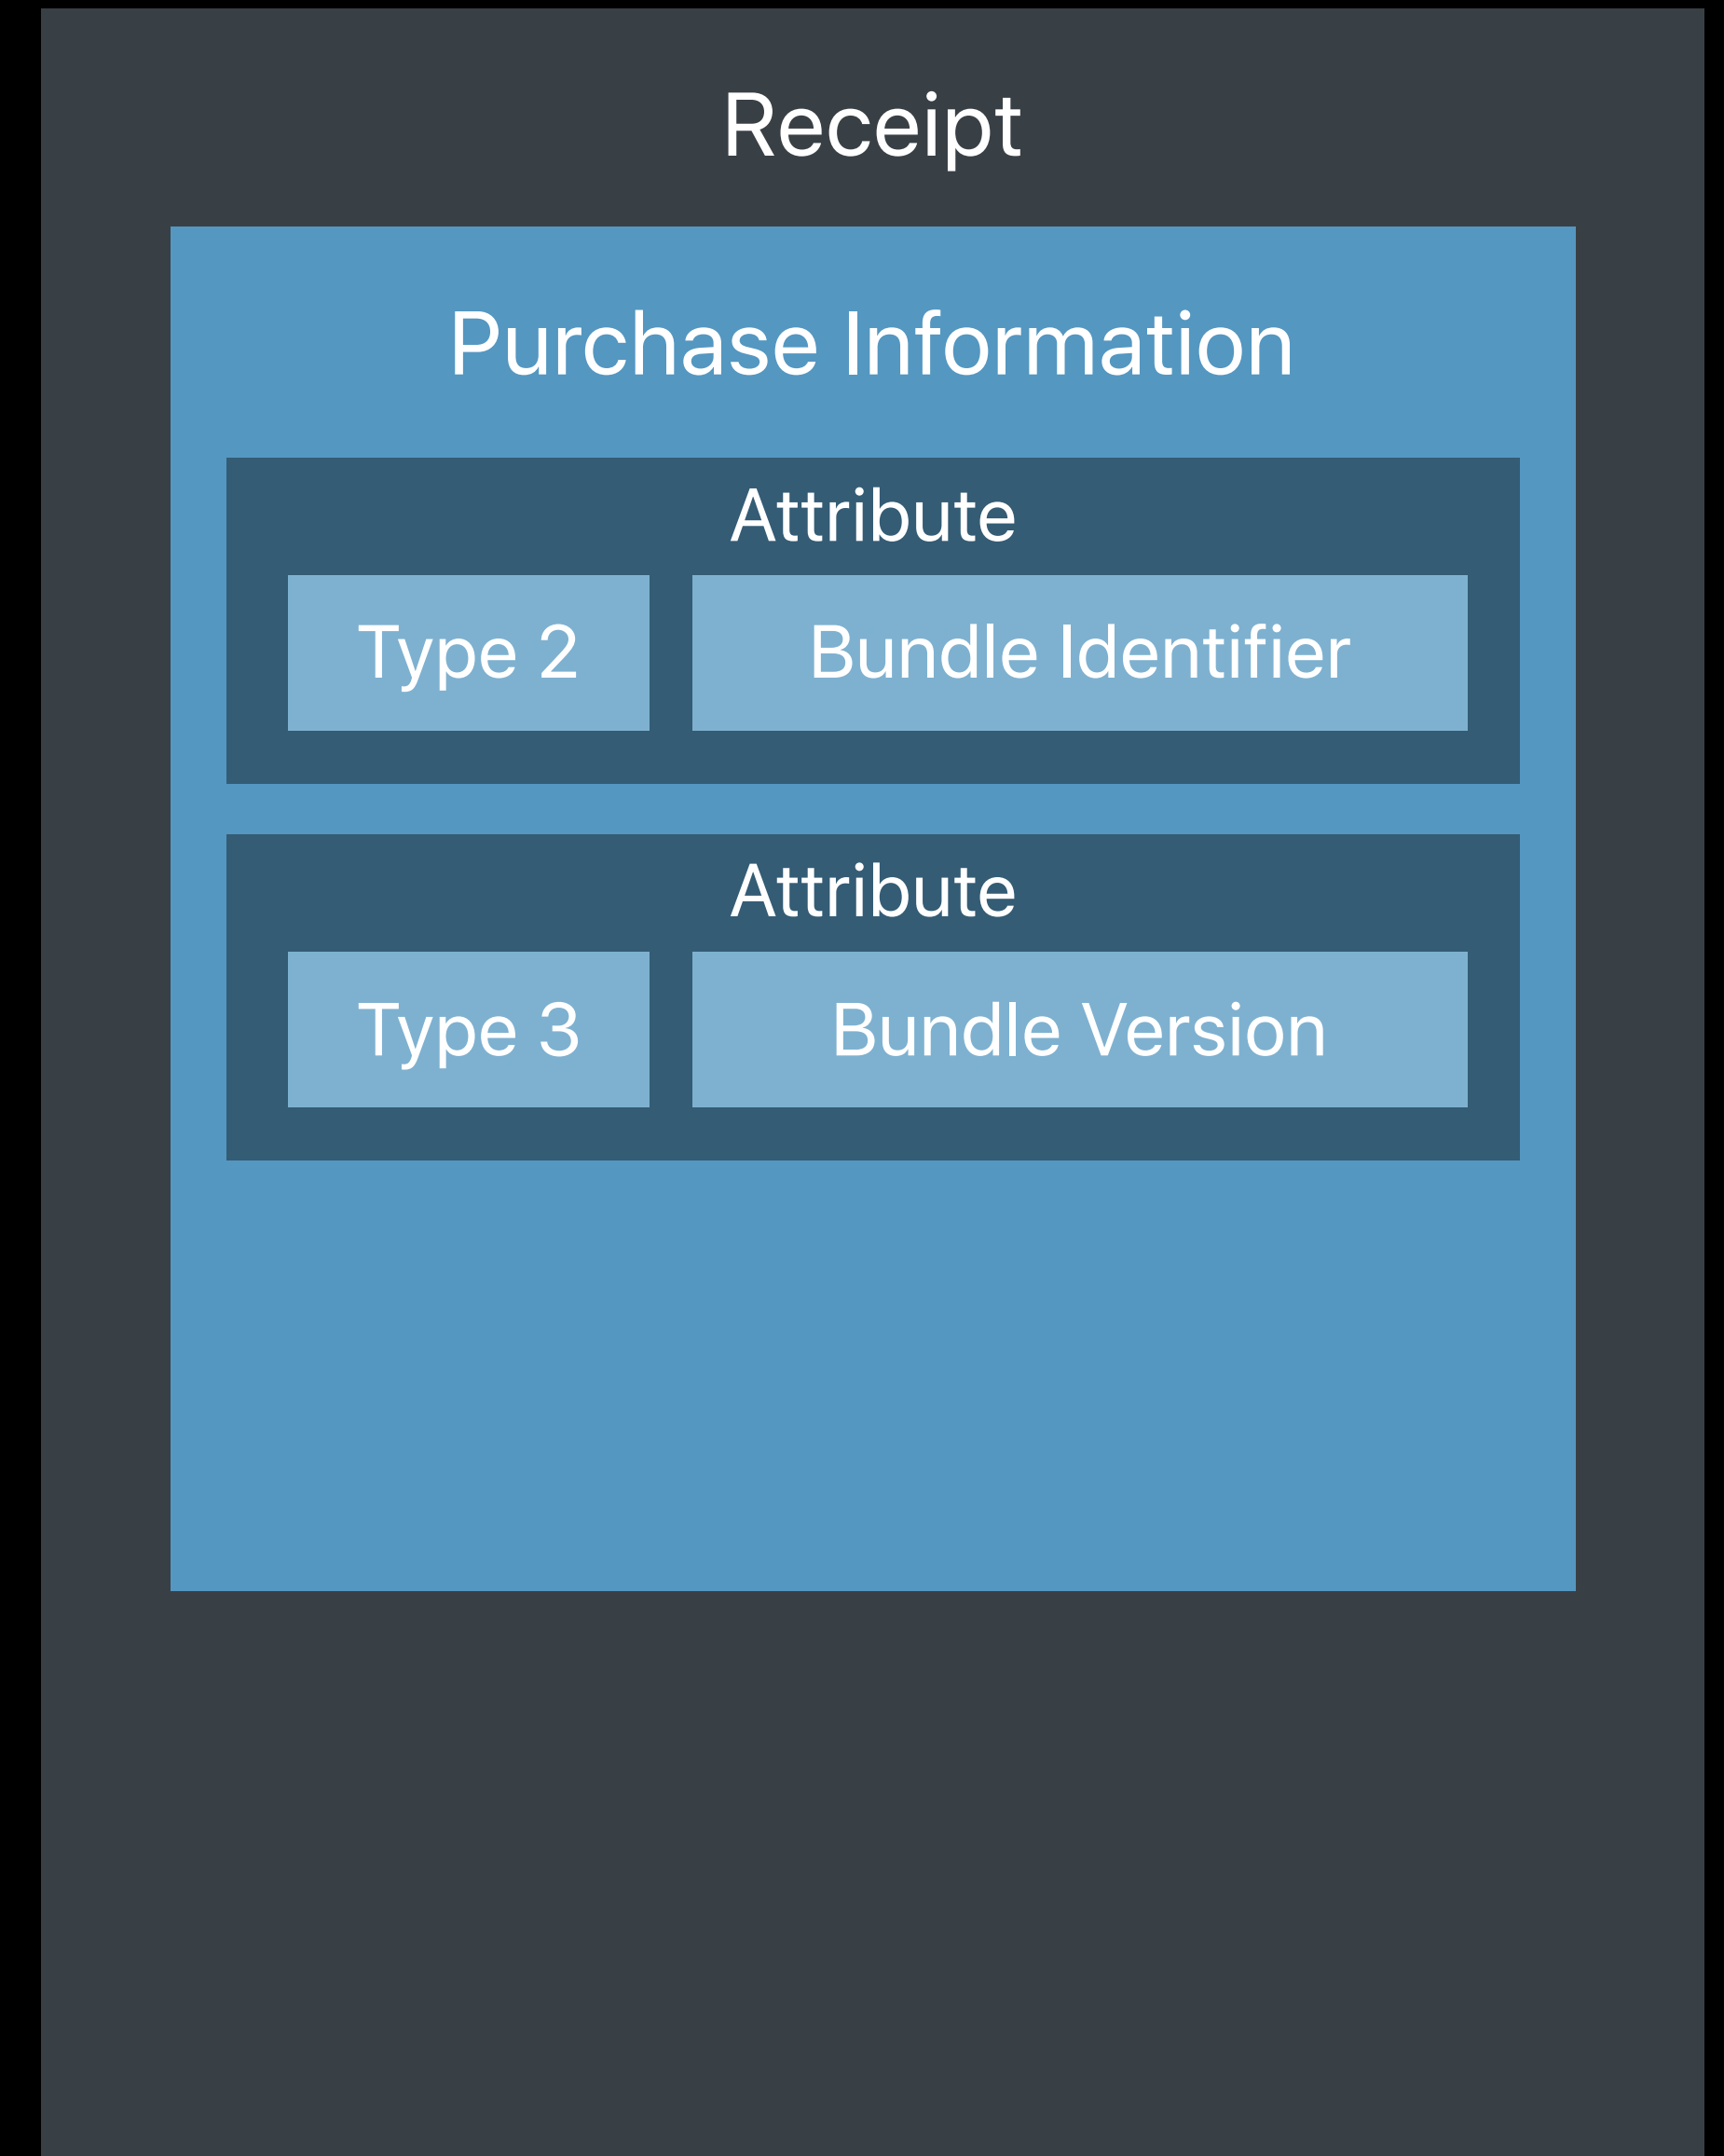 Receipt
Purchase Information
Attribute
Type 2 Bundle Identifier
Attribute
Type 3 Bundle Version